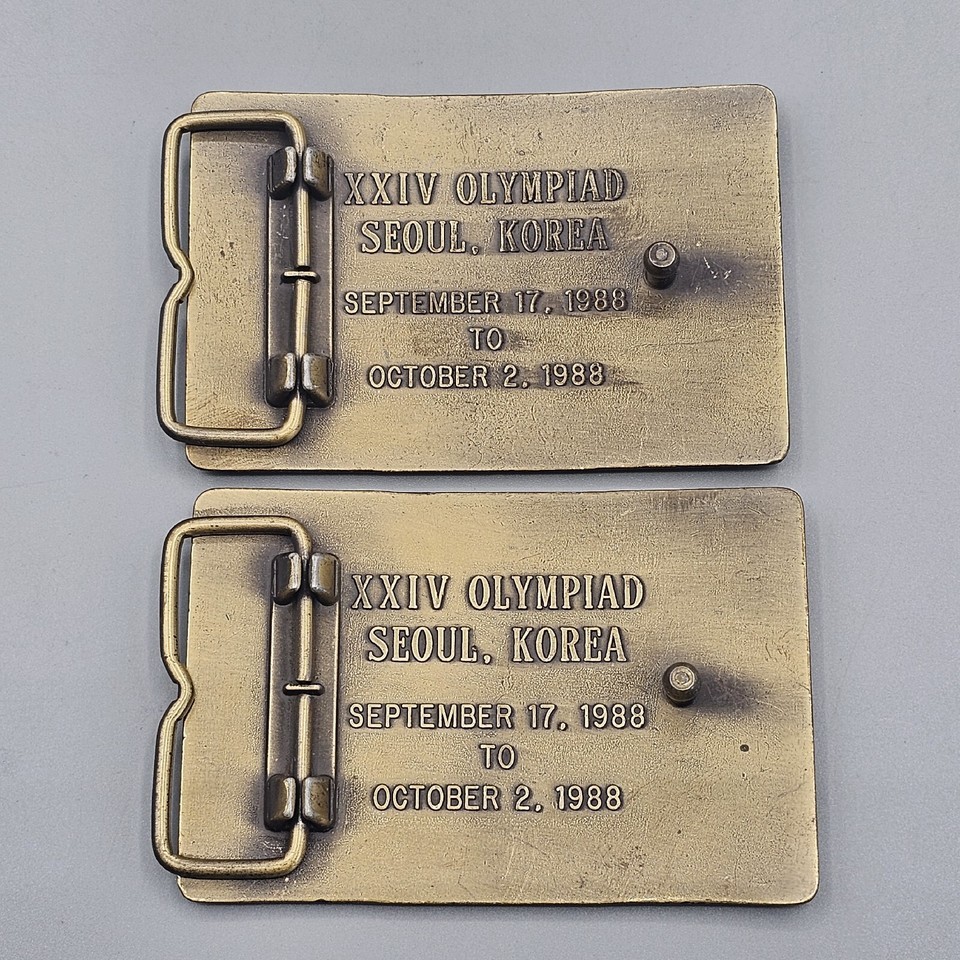 XXIV OLYMPIAD
SEOUL, KOREA
SEPTEMBER 17, 1988
TO
OCTOBER 2, 1988
XXIV OLYMPIAD
SEOUL, KOREA
SEPTEMBER 17, 1988
TO
OCTOBER 2, 1988